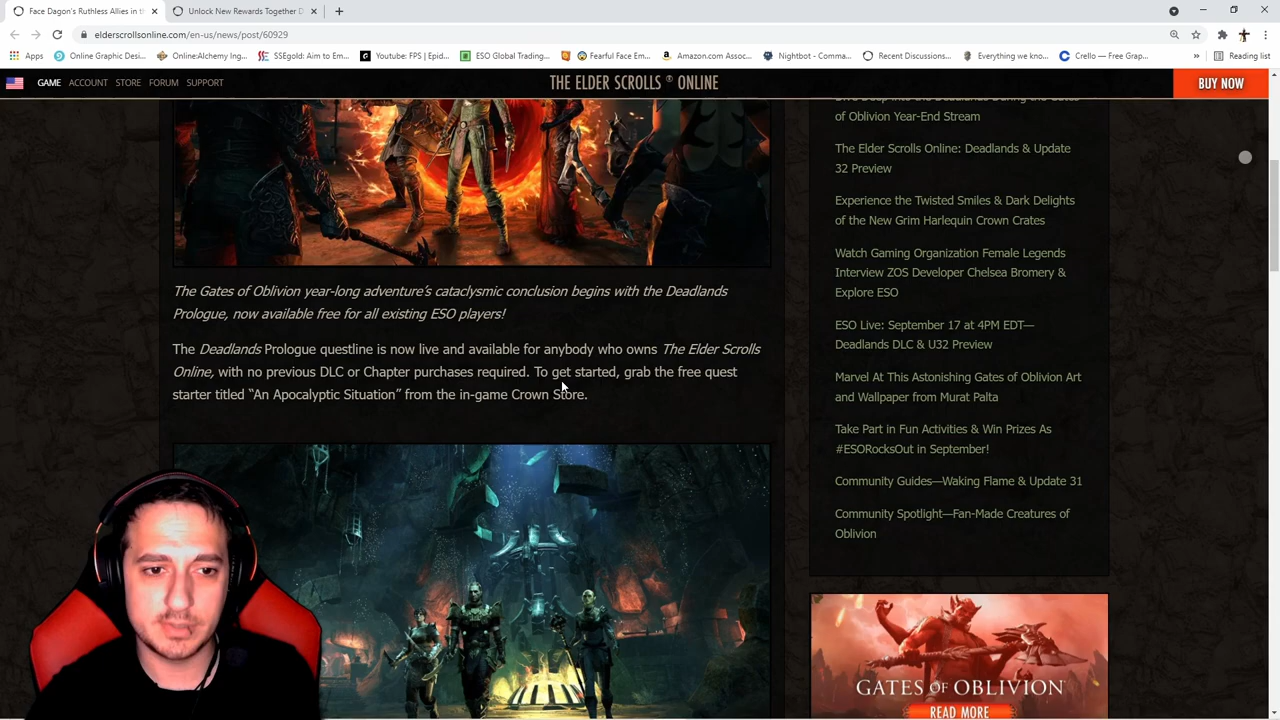 Face Dagon's Ruthless Allies in th
Unlock New Rewards Together D
elderscrollsonline.com/en-us/news/post/60929
Apps
Online Graphic Desi...
Online:Alchemy Ing...
SSEgold: Aim to Em...
Youtube: FPS | Epid...
ESO Global Trading...
Fearful Face Em...
Amazon.com Assoc...
Nightbot - Comma...
Recent Discussions...
Everything we kno...
Crello — Free Grap...
»
Reading list
GAME
ACCOUNT
STORE
FORUM
SUPPORT
THE ELDER SCROLLS ® ONLINE
BUY NOW
The Gates of Oblivion year-long adventure's cataclysmic conclusion begins with the Deadlands
Prologue, now available free for all existing ESO players!
The Deadlands Prologue questline is now live and available for anybody who owns The Elder Scrolls
Online, with no previous DLC or Chapter purchases required. To get started, grab the free quest
starter titled “An Apocalyptic Situation” from the in-game Crown Store.
of Oblivion Year-End Stream
The Elder Scrolls Online: Deadlands & Update
32 Preview
Experience the Twisted Smiles & Dark Delights
of the New Grim Harlequin Crown Crates
Watch Gaming Organization Female Legends
Interview ZOS Developer Chelsea Bromery &
Explore ESO
ESO Live: September 17 at 4PM EDT—
Deadlands DLC & U32 Preview
Marvel At This Astonishing Gates of Oblivion Art
and Wallpaper from Murat Palta
Take Part in Fun Activities & Win Prizes As
#ESORocksOut in September!
Community Guides—Waking Flame & Update 31
Community Spotlight—Fan-Made Creatures of
Oblivion
GATES OF OBLIVION
READ MORE